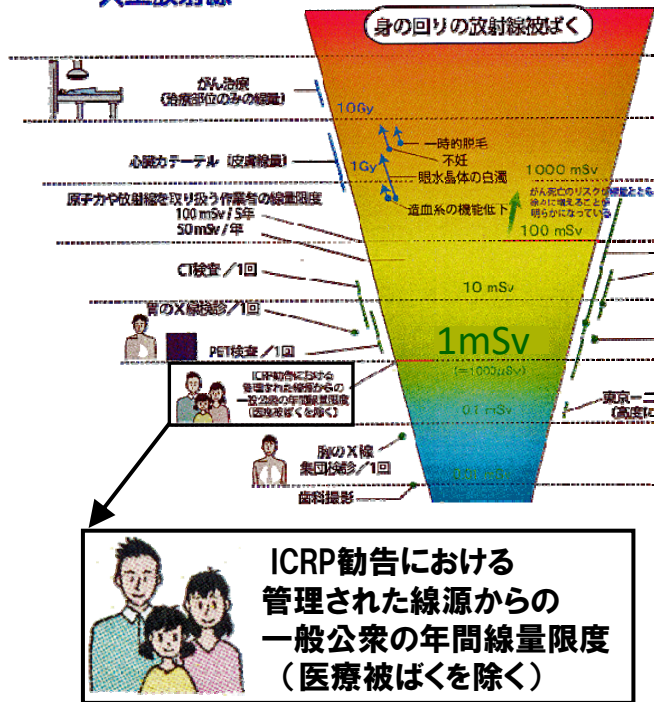 人工放射線
身の回りの放射線被ばく
がん治療
(治療部位のみの線量)
10Gy
心臓カテーテル(皮膚線量)
1Gy
一時的脱毛
不妊
眼水晶体の白濁
造血系の機能低下
1000 mSv
がん死亡のリスクが線量ととも
徐々に増えることが
明らかになっている
100 mSv
原子力や放射線を取り扱う作業者の線量限度
100 mSv / 5年
50 mSv / 年
CT検査/1回
10 mSv
胃のX線検診/1回
PET検査/1回
1mSv
(=1000μSv)
ICRP勧告における
管理された線源からの
一般公衆の年間線量限度
(医療被ばくを除く)
0.1 mSv
東京ーニ
(高度に
胸のX線
集団検診/1回
歯科撮影
ICRP勧告における
管理された線源からの
一般公衆の年間線量限度
(医療被ばくを除く)